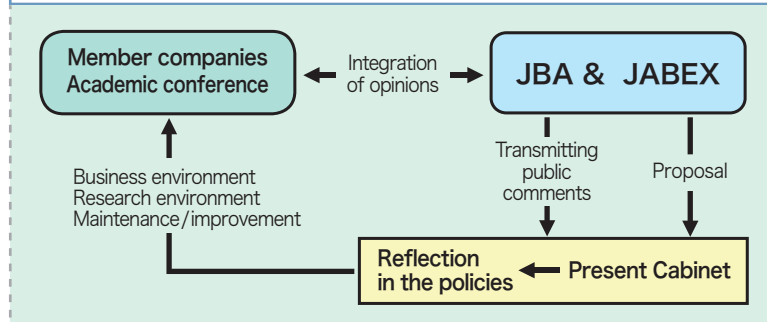 Member companies
Academic conference
Integration
of opinions
JBA & JABEX
Transmitting
public
comments
Proposal
Business environment
Research environment
Maintenance/improvement
Reflection
in the policies
Present Cabinet